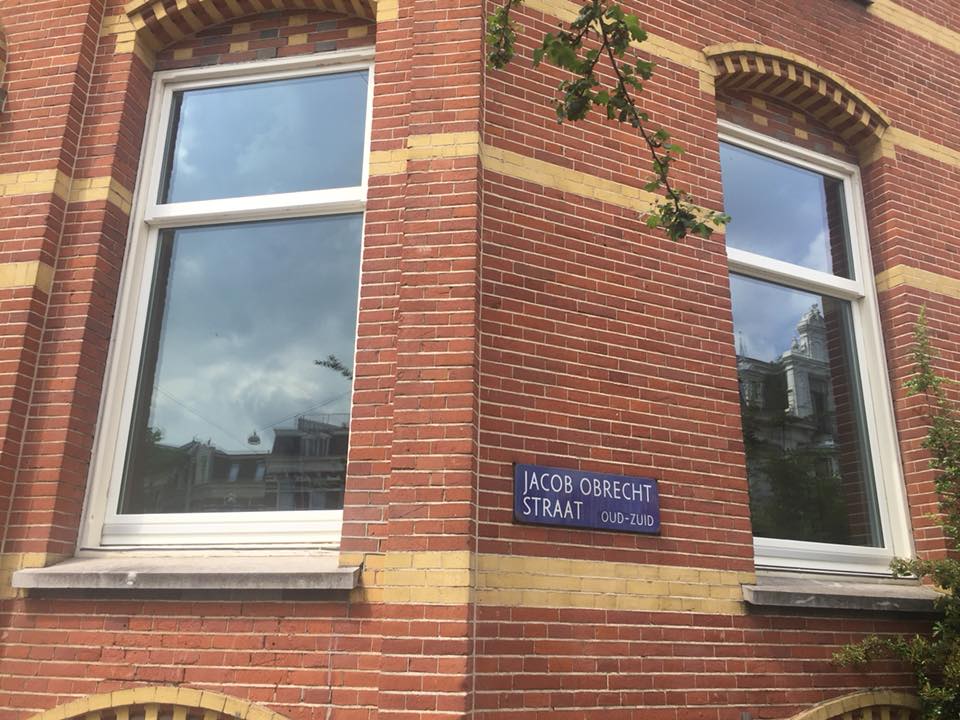 JACOB OBRECHT
STRAAT OUD-ZUID